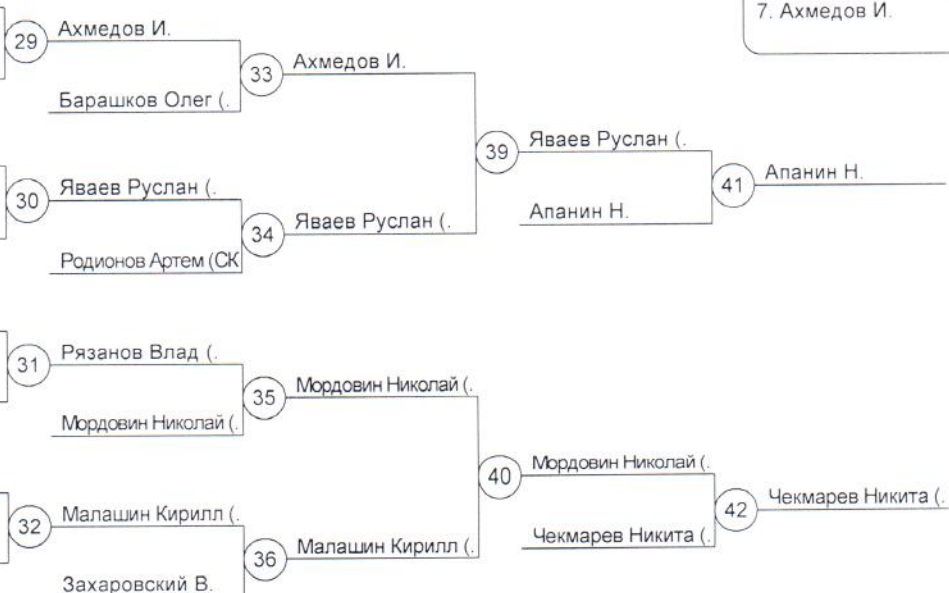 7. Ахмедов И.
29 Ахмедов И.
33 Ахмедов И.
Барашков Олег (.
39 Яваев Руслан (.
41 Апанин Н.
30 Яваев Руслан (.
Апанин Н.
34 Яваев Руслан (.
Родионов Артем (СК
31 Рязанов Влад (.
35 Мордовин Николай (.
Мордовин Николай (.
40 Мордовин Николай (.
42 Чекмарев Никита (.
32 Малашин Кирилл (.
Чекмарев Никита (.
36 Малашин Кирилл (.
Захаровский В.